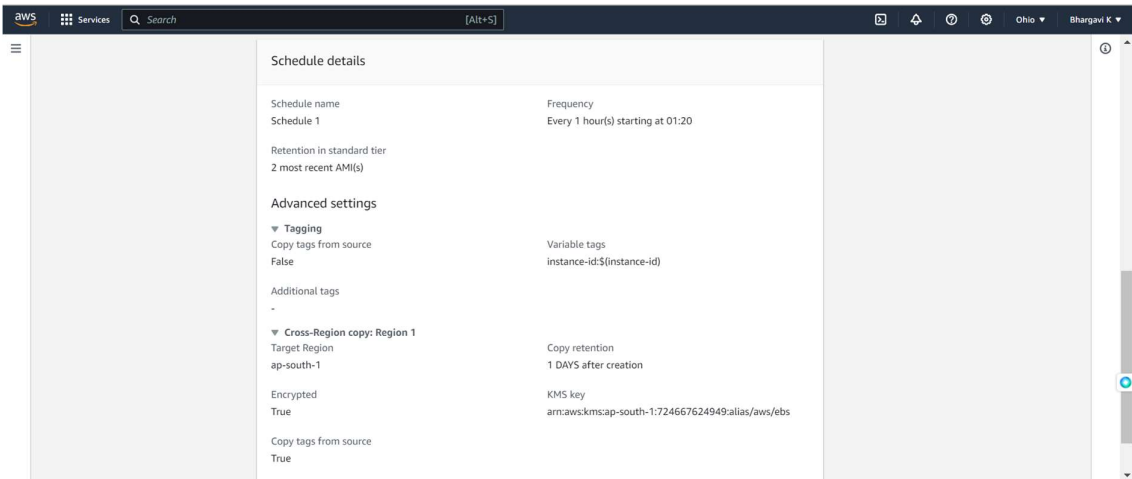 aws
Services
Search
[Alt+S]
Ohio
Bhargavi K
Schedule details
Schedule name
Schedule 1
Frequency
Every 1 hour(s) starting at 01:20
Retention in standard tier
2 most recent AMI(s)
Advanced settings
Tagging
Copy tags from source
False
Variable tags
instance-id:$(instance-id)
Additional tags
-
Cross-Region copy: Region 1
Target Region
ap-south-1
Copy retention
1 DAYS after creation
Encrypted
True
KMS key
arn:aws:kms:ap-south-1:724667624949:alias/aws/ebs
Copy tags from source
True